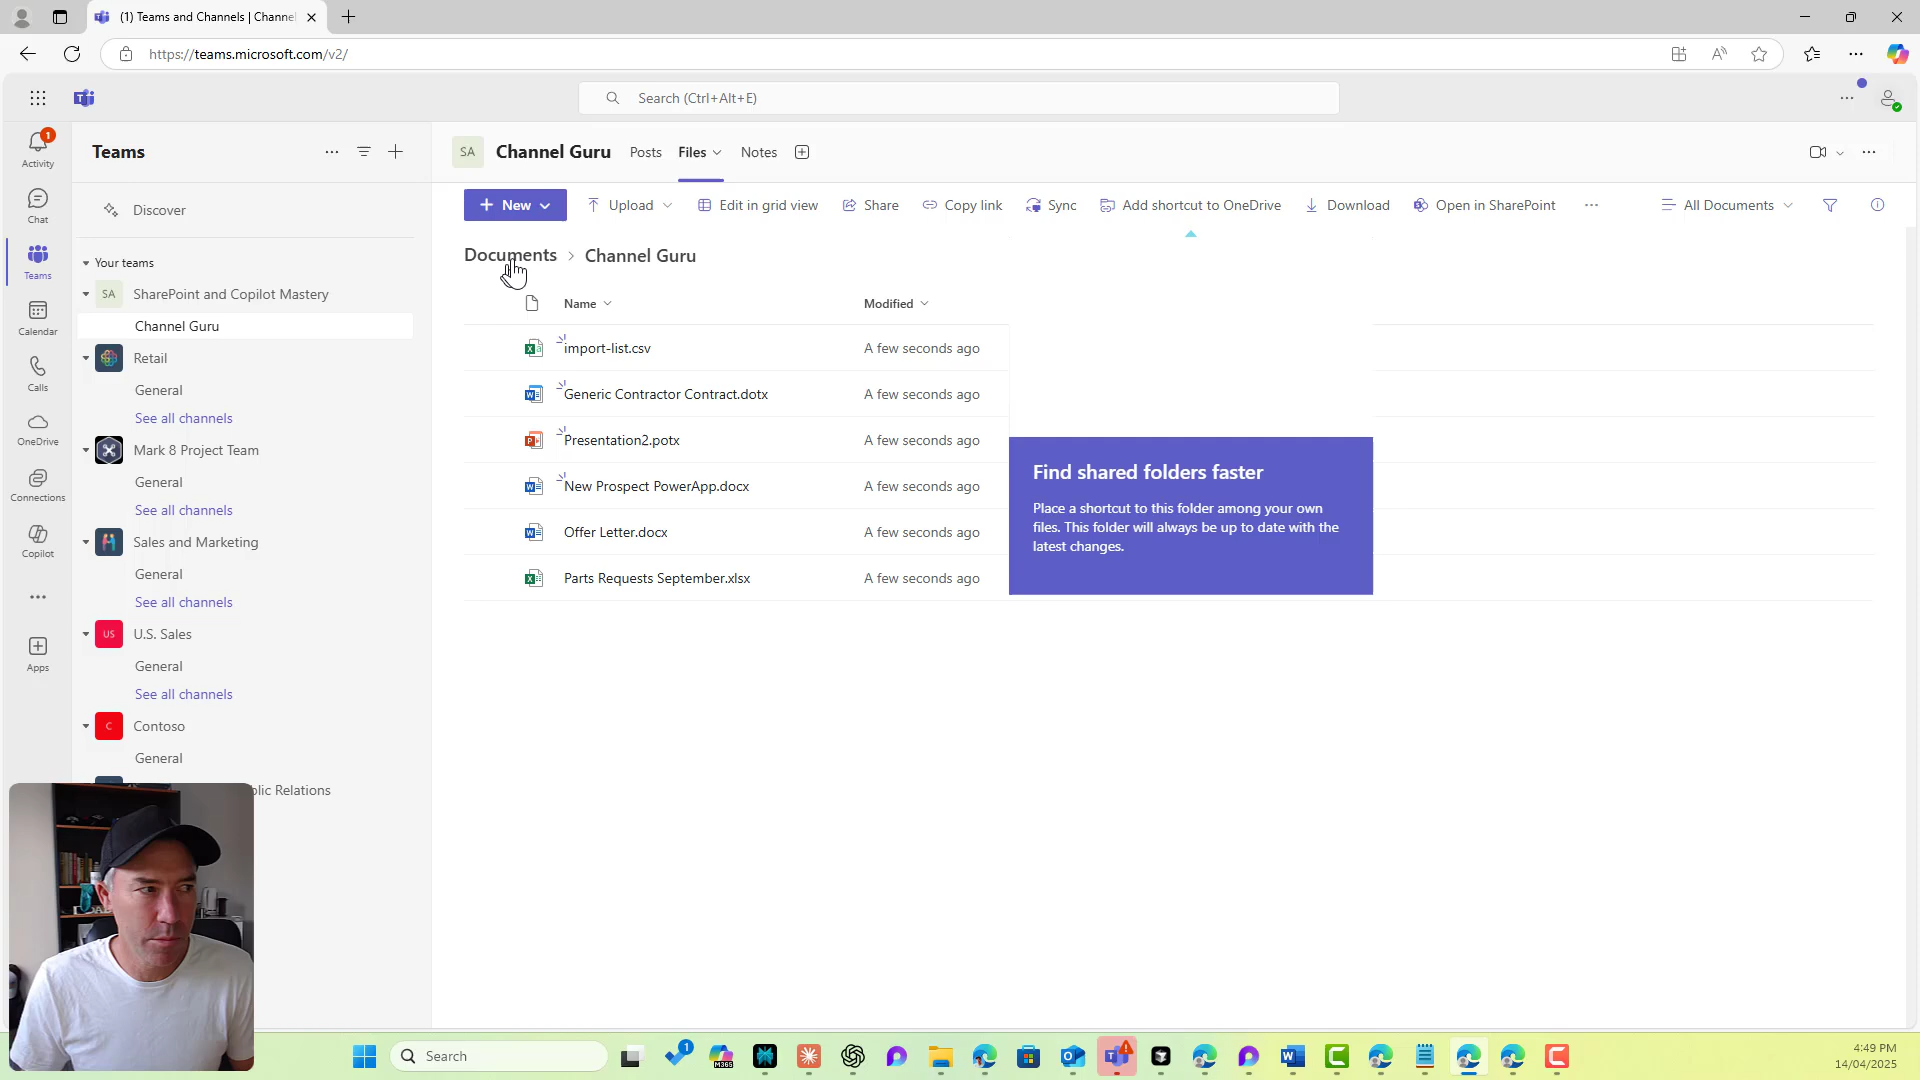 (1) Teams and Channels | Channel
https://teams.microsoft.com/v2/
Search (Ctrl+Alt+E)
1
Activity
Chat
Teams
Calendar
Calls
OneDrive
Connections
Copilot
Apps
Teams
Discover
Your teams
SA SharePoint and Copilot Mastery
Channel Guru
Retail
General
See all channels
Mark 8 Project Team
General
See all channels
Sales and Marketing
General
See all channels
US U.S. Sales
General
See all channels
C Contoso
General
blic Relations
SA Channel Guru Posts Files Notes
New Upload Edit in grid view Share Copy link Sync Add shortcut to OneDrive Download Open in SharePoint All Documents
Documents > Channel Guru
Name Modified
import-list.csv A few seconds ago
Generic Contractor Contract.dotx A few seconds ago
Presentation2.potx A few seconds ago
New Prospect PowerApp.docx A few seconds ago
Offer Letter.docx A few seconds ago
Parts Requests September.xlsx A few seconds ago
Find shared folders faster
Place a shortcut to this folder among your own
files. This folder will always be up to date with the
latest changes.
Search
1
M365
4:49 PM
14/04/2025